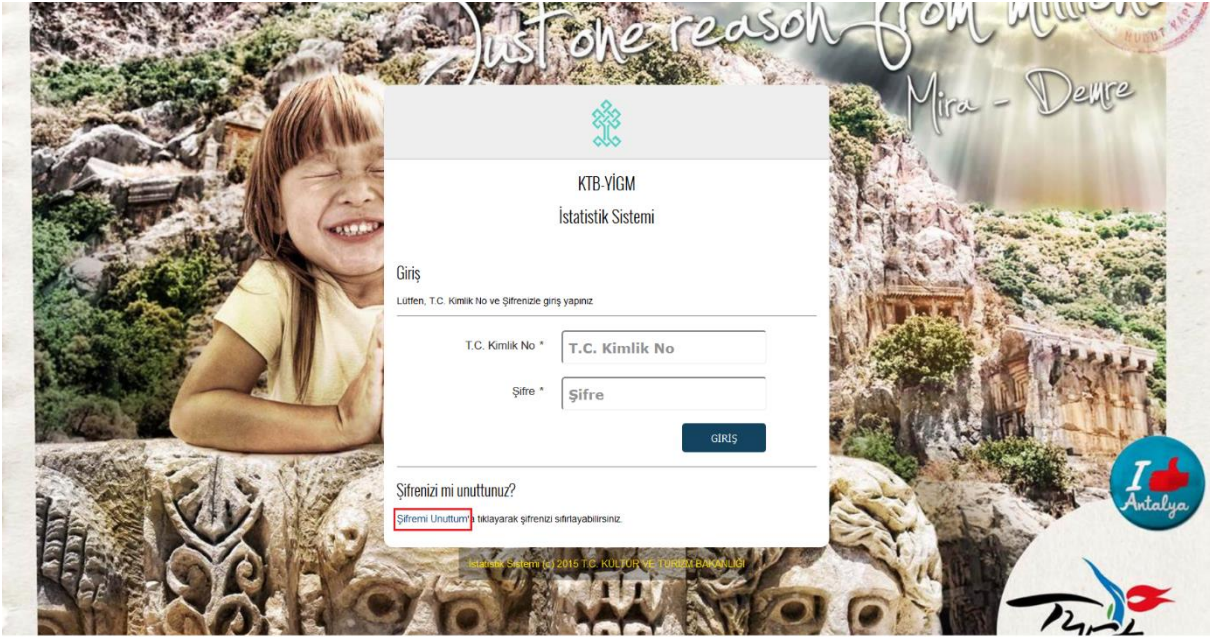 Just one reason from millions
Mira - Demre
KTB-YİGM
İstatistik Sistemi
Giriş
Lütfen, T.C. Kimlik No ve Şifrenizle giriş yapınız
T.C. Kimlik No *
T.C. Kimlik No
Şifre *
Şifre
GİRİŞ
Şifrenizi mi unuttunuz?
Şifremi Unuttum'a tıklayarak şifrenizi sıfırlayabilirsiniz.
İstatistik Sistemi (c) 2015 T.C. KÜLTÜR VE TURİZM BAKANLIĞI
I
Antalya